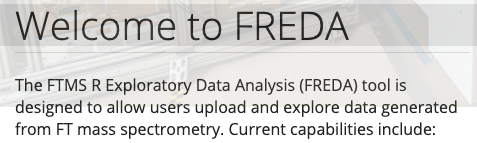 Welcome to FREDA
The FTMS R Exploratory Data Analysis (FREDA) tool is
designed to allow users upload and explore data generated
from FT mass spectrometry. Current capabilities include: